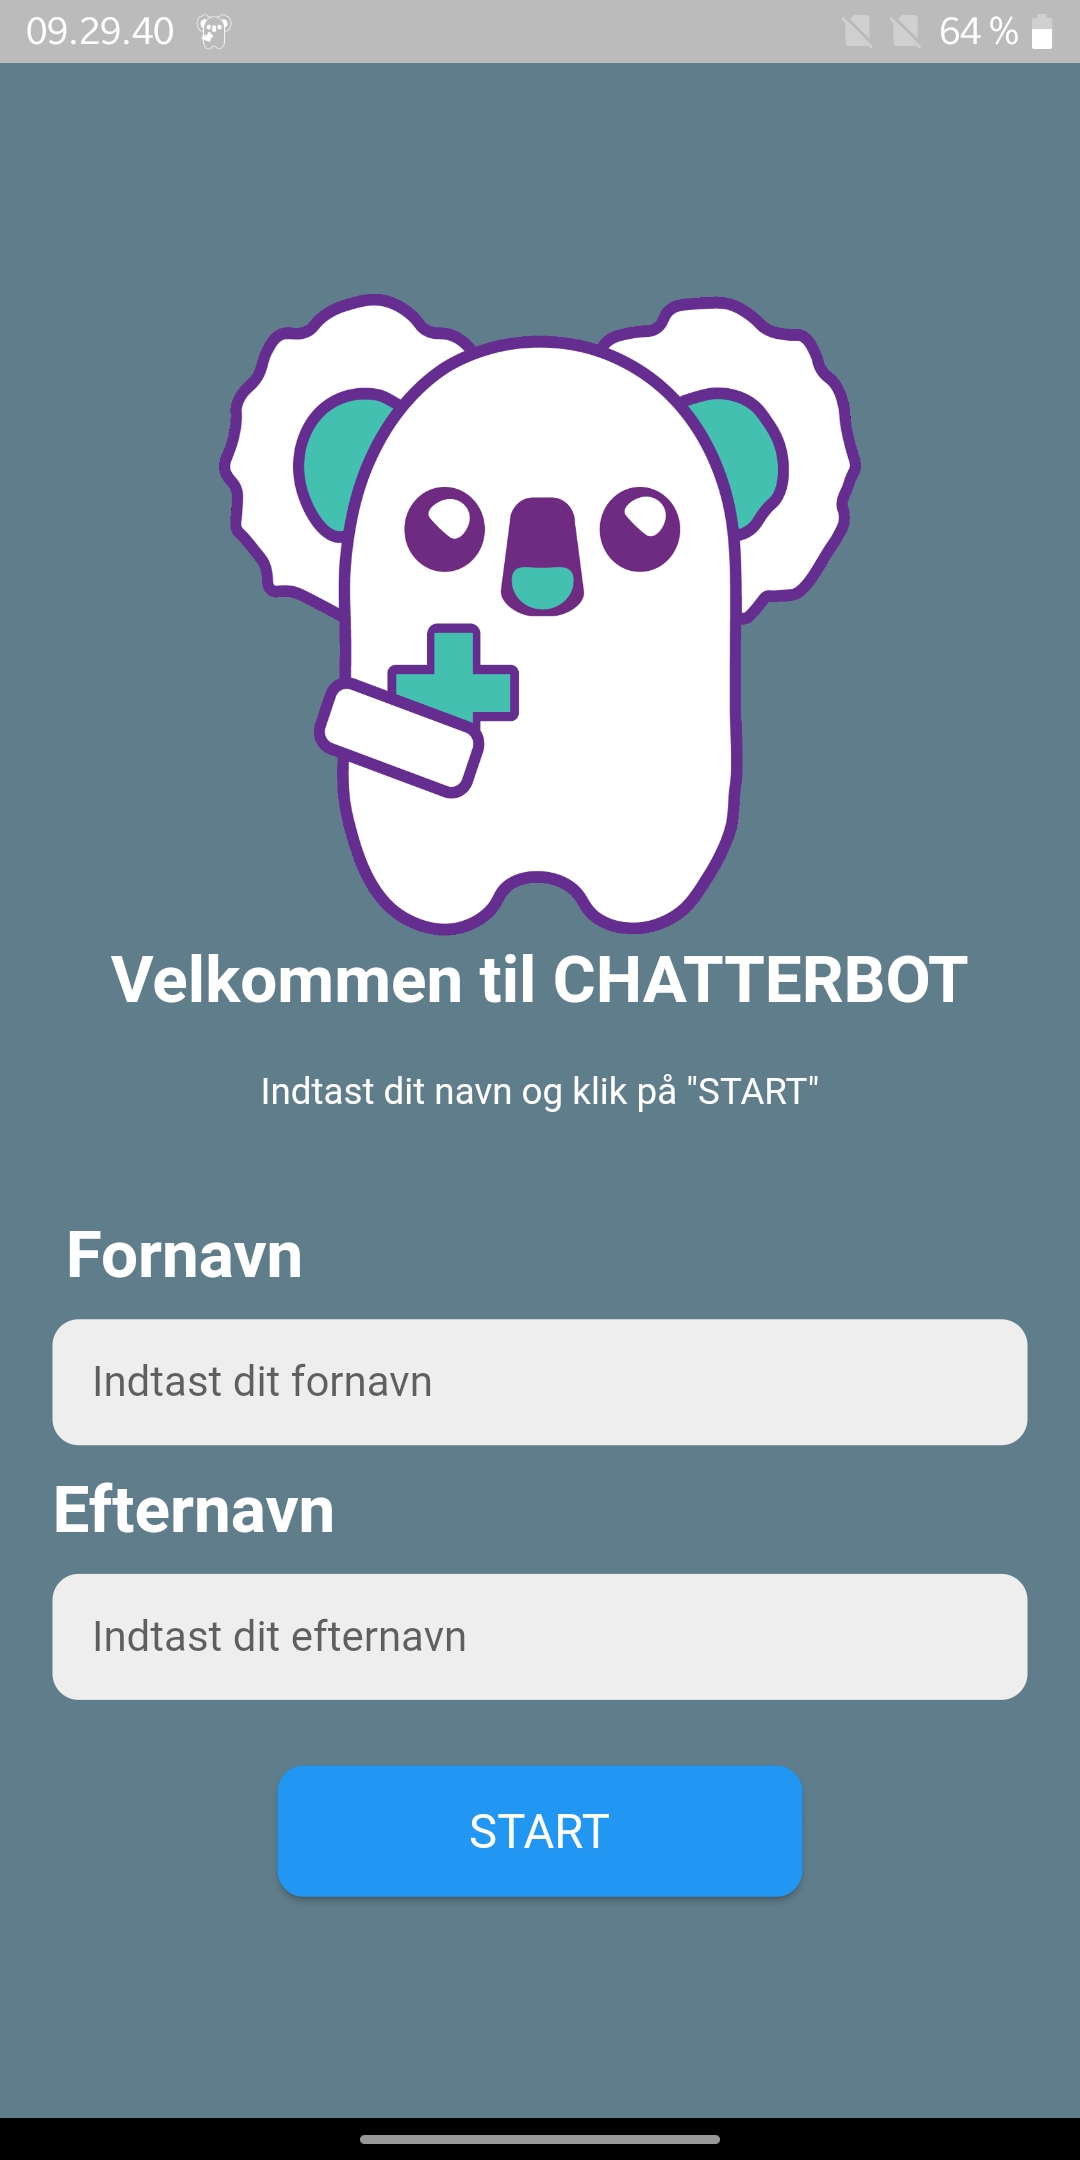 09.29.40
64 %
Velkommen til CHATTERBOT
Indtast dit navn og klik på "START"
Fornavn
Indtast dit fornavn
Efternavn
Indtast dit efternavn
START